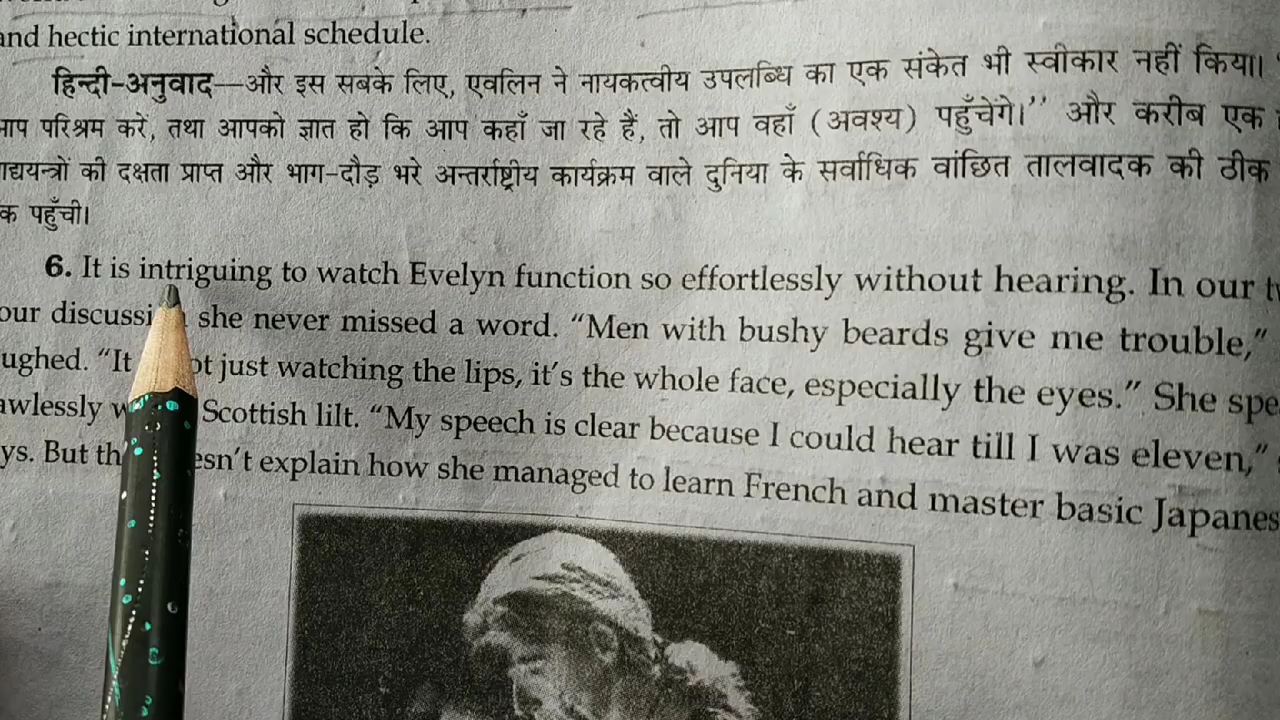 and hectic international schedule.
हिन्दी-अनुवाद—और इस सबके लिए, एवलिन ने नायकत्वीय उपलब्धि का एक संकेत भी स्वीकार नहीं किया।
आप परिश्रम करें, तथा आपको ज्ञात हो कि आप कहाँ जा रहे हैं, तो आप वहाँ (अवश्य) पहुँचेंगे।” और करीब एक
की दक्षता प्राप्त और भाग-दौड़ भरे अन्तर्राष्ट्रीय कार्यक्रम वाले दुनिया के सर्वाधिक वांछित तालवादक की ठीक
क पहुँची।
6. It is intriguing to watch Evelyn function so effortlessly without hearing. In our
our discussi she never missed a word. “Men with bushy beards give me trouble,”
ughed. “It ot just watching the lips, it’s the whole face, especially the eyes.” She spe
awlessly w Scottish lilt. “My speech is clear because I could hear till I was eleven,”
ys. But th esn’t explain how she managed to learn French and master basic Japanes